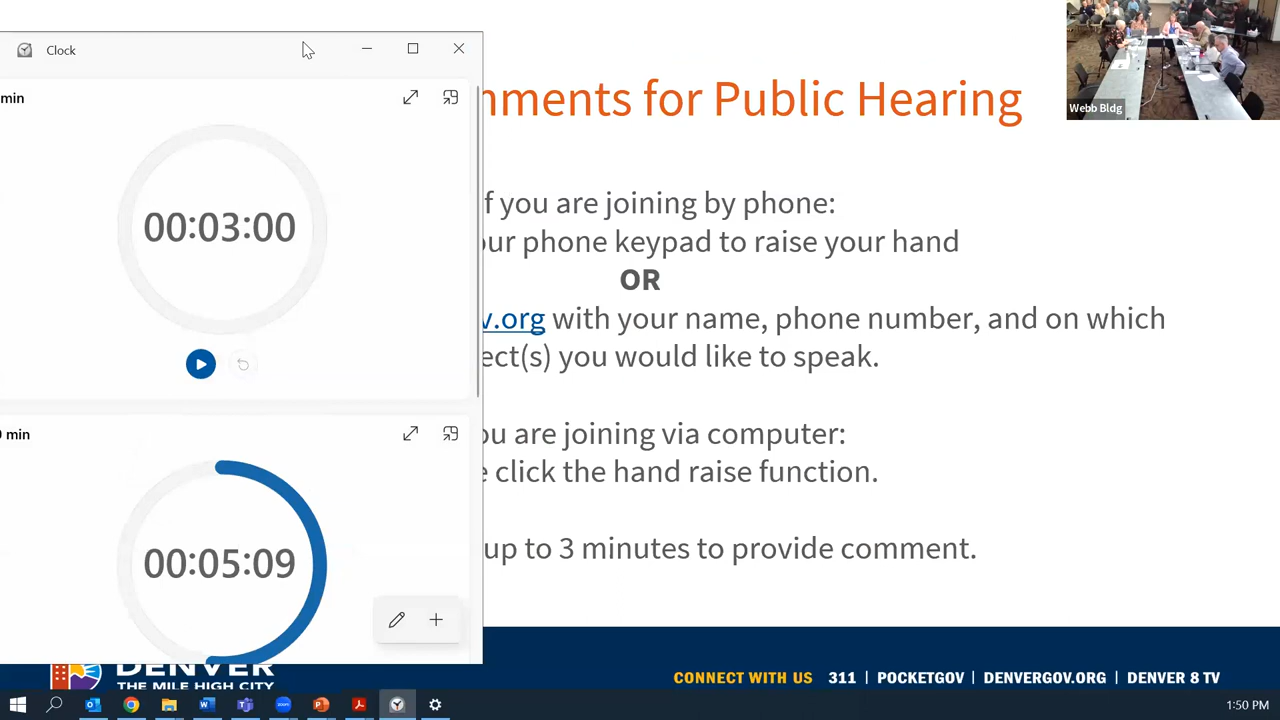 Clock
min
00:03:00
0 min
00:05:09
nments for Public Hearing
f you are joining by phone:
our phone keypad to raise your hand
OR
v.org with your name, phone number, and on which
ect(s) you would like to speak.
ou are joining via computer:
e click the hand raise function.
up to 3 minutes to provide comment.
Webb Bldg
DENVER
THE MILE HIGH CITY
CONNECT WITH US 311 | POCKETGOV | DENVERGOV.ORG | DENVER 8 TV
1:50 PM